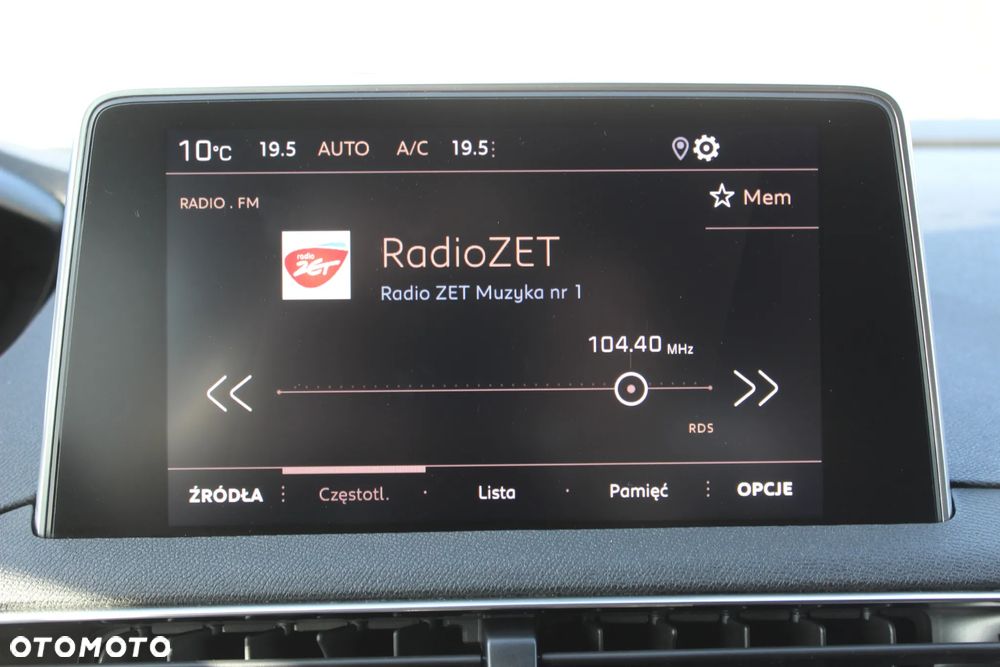 10°C 19.5 AUTO A/C 19.5
RADIO . FM
Mem
radio
ZET
RadioZET
Radio ZET Muzyka nr 1
104.40 MHz
RDS
ŹRÓDŁA Częstotl. Lista Pamięć OPCJE
OTOMOTO